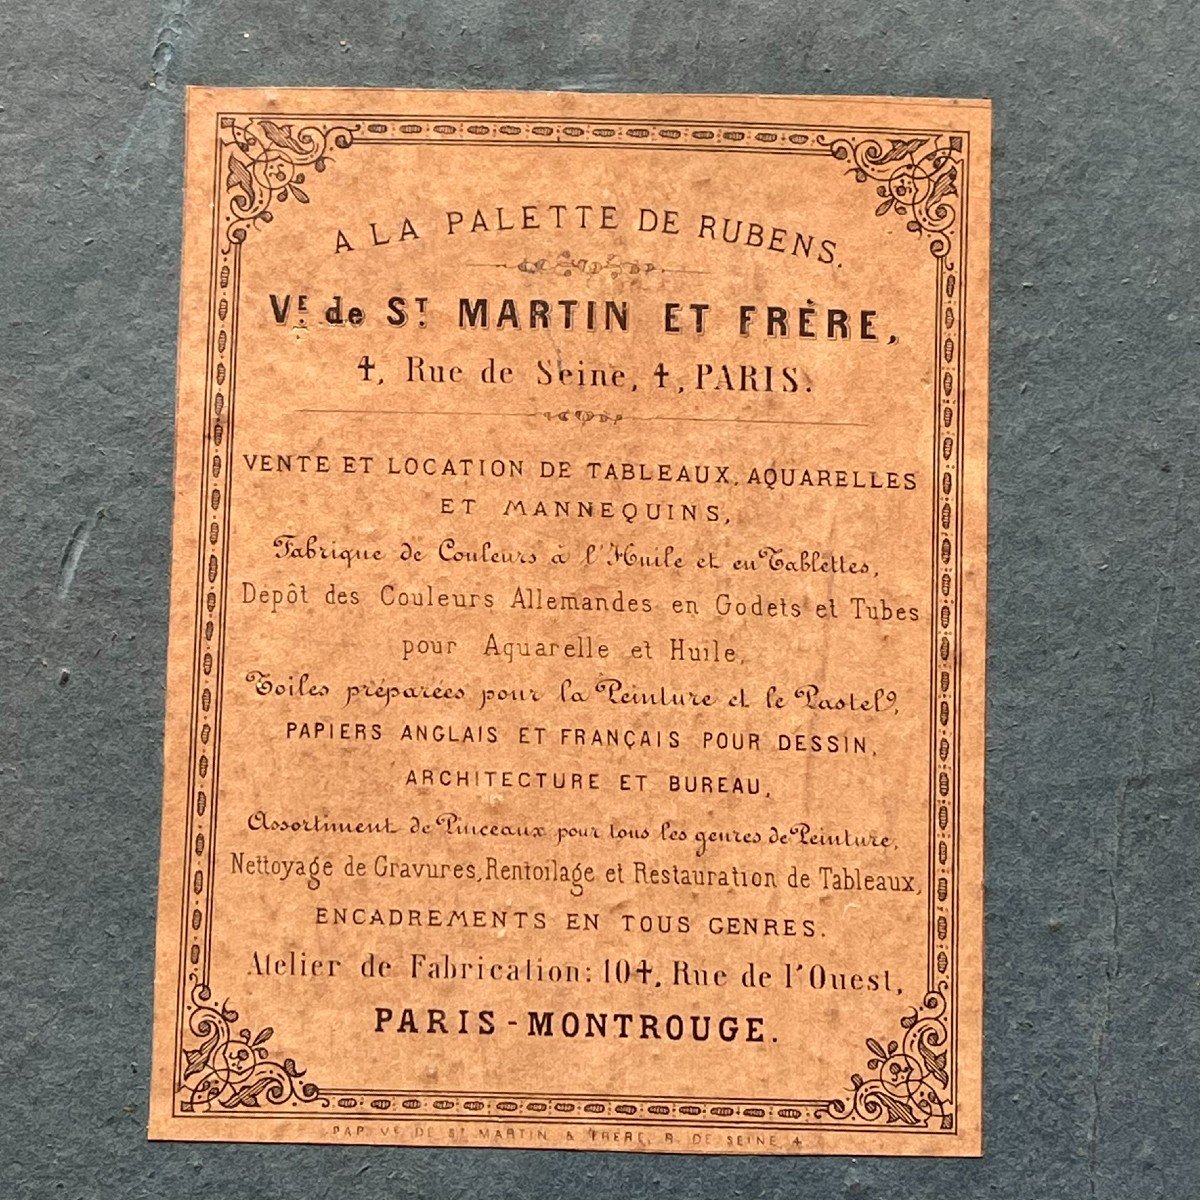 A LA PALETTE DE RUBENS.
VE. de ST. MARTIN ET FRÈRE,
4, Rue de Seine, 4, PARIS.
VENTE ET LOCATION DE TABLEAUX, AQUARELLES
ET MANNEQUINS,
Fabrique de Couleurs à l'Huile et en Tablettes,
Depôt des Couleurs Allemandes en Godets et Tubes
pour Aquarelle et Huile,
Toiles préparées pour la Peinture et le Pastel,
PAPIERS ANGLAIS ET FRANÇAIS POUR DESSIN,
ARCHITECTURE ET BUREAU,
Assortiment de Pinceaux pour tous les genres de Peinture,
Nettoyage de Gravures, Rentoilage et Restauration de Tableaux,
ENCADREMENTS EN TOUS GENRES.
Atelier de Fabrication: 104, Rue de l'Ouest,
PARIS-MONTROUGE.
PAP. VE DE ST MARTIN & FRERE, R. DE SEINE 4